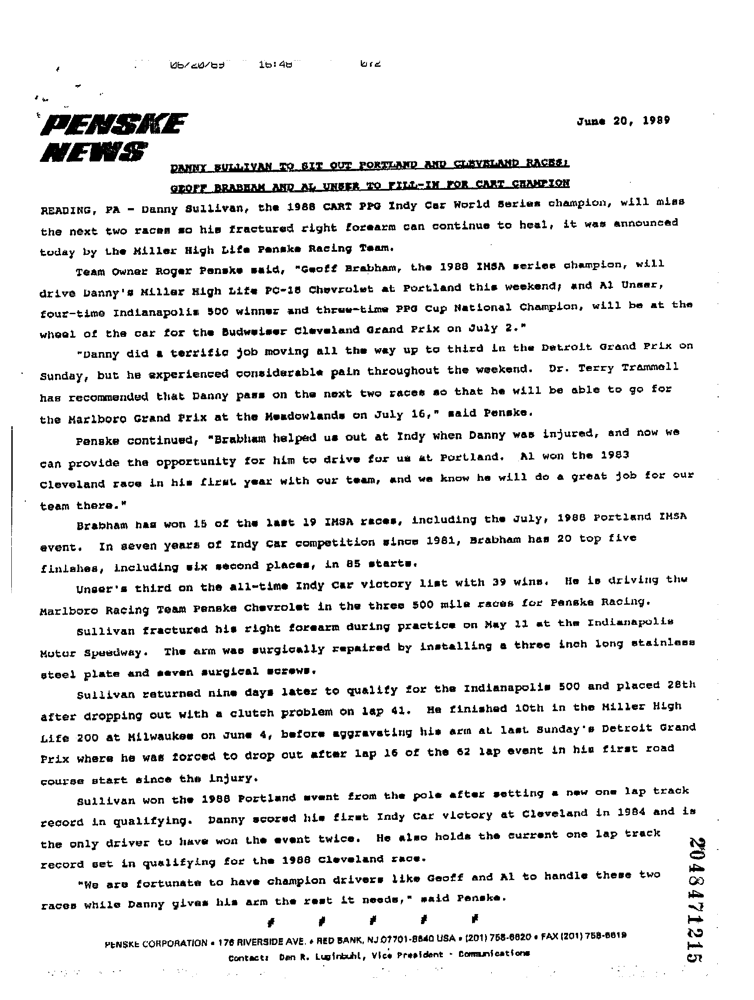 06/20/89 16:48 012
PENSKE
NEWS
June 20, 1989
DANNY SULLIVAN TO SIT OUT PORTLAND AND CLEVELAND RACES;
GEOFF BRABHAM AND AL UNSER TO FILL-IN FOR CART CHAMPION
READING, PA - Danny Sullivan, the 1988 CART PPG Indy Car World Series champion, will miss
the next two races so his fractured right forearm can continue to heal, it was announced
today by the Miller High Life Penske Racing Team.
Team Owner Roger Penske said, "Geoff Brabham, the 1988 IMSA series champion, will
drive Danny's Miller High Life PC-18 Chevrolet at Portland this weekend; and Al Unser,
four-time Indianapolis 500 winner and three-time PPG Cup National Champion, will be at the
wheel of the car for the Budweiser Cleveland Grand Prix on July 2."
"Danny did a terrific job moving all the way up to third in the Detroit Grand Prix on
Sunday, but he experienced considerable pain throughout the weekend. Dr. Terry Trammell
has recommended that Danny pass on the next two races so that he will be able to go for
the Marlboro Grand Prix at the Meadowlands on July 16," said Penske.
Penske continued, "Brabham helped us out at Indy when Danny was injured, and now we
can provide the opportunity for him to drive for us at Portland. Al won the 1983
Cleveland race in his first year with our team, and we know he will do a great job for our
team there."
Brabham has won 15 of the last 19 IMSA races, including the July, 1988 Portland IMSA
event. In seven years of Indy Car competition since 1981, Brabham has 20 top five
finishes, including six second places, in 85 starts.
Unser's third on the all-time Indy Car victory list with 39 wins. He is driving the
Marlboro Racing Team Penske Chevrolet in the three 500 mile races for Penske Racing.
Sullivan fractured his right forearm during practice on May 11 at the Indianapolis
Motor Speedway. The arm was surgically repaired by installing a three inch long stainless
steel plate and seven surgical screws.
Sullivan returned nine days later to qualify for the Indianapolis 500 and placed 28th
after dropping out with a clutch problem on lap 41. He finished 10th in the Miller High
Life 200 at Milwaukee on June 4, before aggravating his arm at last Sunday's Detroit Grand
Prix where he was forced to drop out after lap 16 of the 62 lap event in his first road
course start since the injury.
Sullivan won the 1988 Portland event from the pole after setting a new one lap track
record in qualifying. Danny scored his first Indy Car victory at Cleveland in 1984 and is
the only driver to have won the event twice. He also holds the current one lap track
record set in qualifying for the 1988 Cleveland race.
"We are fortunate to have champion drivers like Geoff and Al to handle these two
races while Danny gives his arm the rest it needs," said Penske.
# # # # #
PENSKE CORPORATION • 176 RIVERSIDE AVE. • RED BANK, NJ 07701-8640 USA • (201) 758-6620 • FAX (201) 758-6619
Contact: Dan R. Luginbuhl, Vice President - Communications
2048471215